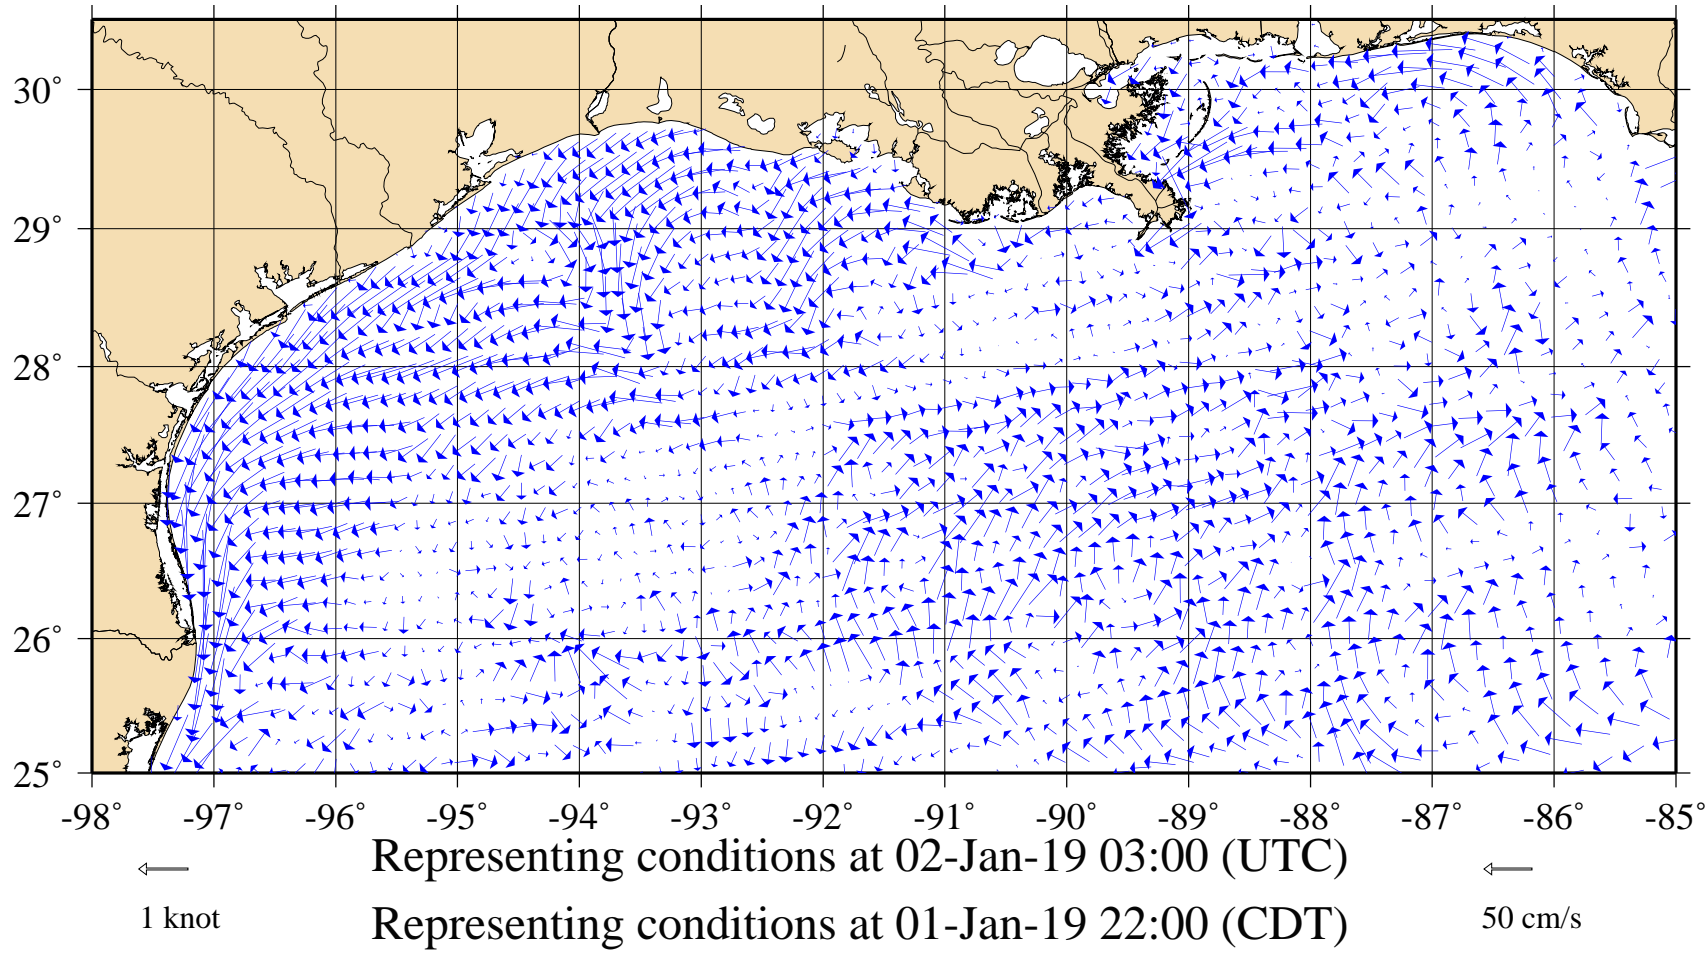 30°
29°
28°
27°
26°
25°
-98° -97° -96° -95° -94° -93° -92° -91° -90° -89° -88° -87° -86° -85°
Representing conditions at 02-Jan-19 03:00 (UTC)
1 knot Representing conditions at 01-Jan-19 22:00 (CDT) 50 cm/s